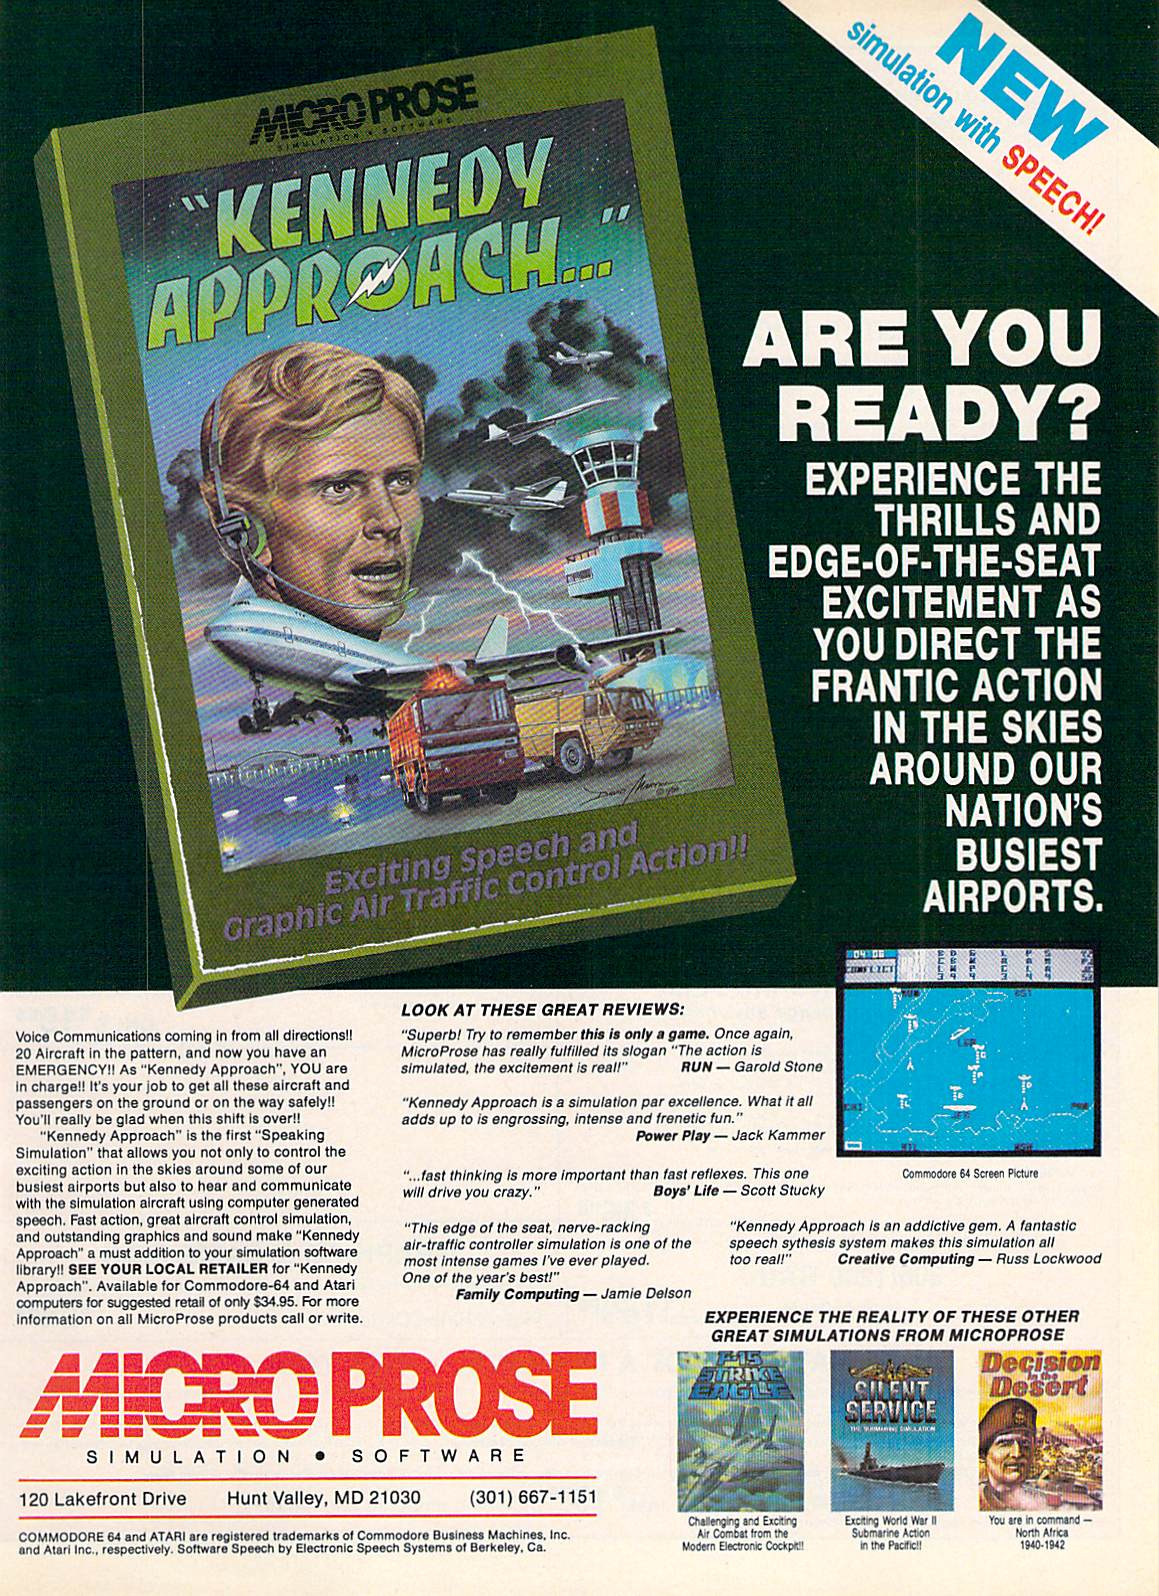 NEW
simulation with SPEECH!
MICRO PROSE
SIMULATION • SOFTWARE
"KENNEDY
APPROACH..."
Exciting Speech and
Graphic Air Traffic Control Action!!
ARE YOU
READY?
EXPERIENCE THE
THRILLS AND
EDGE-OF-THE-SEAT
EXCITEMENT AS
YOU DIRECT THE
FRANTIC ACTION
IN THE SKIES
AROUND OUR
NATION'S
BUSIEST
AIRPORTS.
Commodore 64 Screen Picture
Voice Communications coming in from all directions!!
20 Aircraft in the pattern, and now you have an
EMERGENCY!! As "Kennedy Approach", YOU are
in charge!! It's your job to get all these aircraft and
passengers on the ground or on the way safely!!
You'll really be glad when this shift is over!!
"Kennedy Approach" is the first "Speaking
Simulation" that allows you not only to control the
exciting action in the skies around some of our
busiest airports but also to hear and communicate
with the simulation aircraft using computer generated
speech. Fast action, great aircraft control simulation,
and outstanding graphics and sound make "Kennedy
Approach" a must addition to your simulation software
library!! SEE YOUR LOCAL RETAILER for "Kennedy
Approach". Available for Commodore-64 and Atari
computers for suggested retail of only $34.95. For more
information on all MicroProse products call or write.
LOOK AT THESE GREAT REVIEWS:
"Superb! Try to remember this is only a game. Once again,
MicroProse has really fulfilled its slogan "The action is
simulated, the excitement is real!" RUN — Garold Stone
"Kennedy Approach is a simulation par excellence. What it all
adds up to is engrossing, intense and frenetic fun."
Power Play — Jack Kammer
"...fast thinking is more important than fast reflexes. This one
will drive you crazy." Boys' Life — Scott Stucky
"This edge of the seat, nerve-racking
air-traffic controller simulation is one of the
most intense games I've ever played.
One of the year's best!"
Family Computing — Jamie Delson
"Kennedy Approach is an addictive gem. A fantastic
speech sythesis system makes this simulation all
too real!" Creative Computing — Russ Lockwood
EXPERIENCE THE REALITY OF THESE OTHER
GREAT SIMULATIONS FROM MICROPROSE
F-15
STRIKE
EAGLE
Challenging and Exciting
Air Combat from the
Modern Electronic Cockpit!!
SILENT
SERVICE
THE SUBMARINE SIMULATION
Exciting World War II
Submarine Action
in the Pacific!!
Decision
in the
Desert
You are in command —
North Africa
1940-1942
MICRO PROSE
SIMULATION • SOFTWARE
120 Lakefront Drive Hunt Valley, MD 21030 (301) 667-1151
COMMODORE 64 and ATARI are registered trademarks of Commodore Business Machines, Inc.
and Atari Inc., respectively. Software Speech by Electronic Speech Systems of Berkeley, Ca.